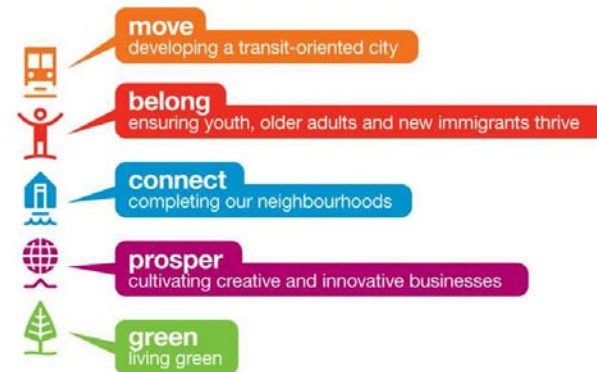 move
developing a transit-oriented city
belong
ensuring youth, older adults and new immigrants thrive
connect
completing our neighbourhoods
prosper
cultivating creative and innovative businesses
green
living green